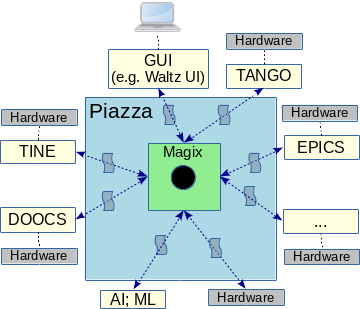 GUI
(e.g. Waltz UI)
Hardware
TANGO
Piazza
Hardware
TINE
Hardware
EPICS
Magix
DOOCS
Hardware
...
Hardware
AI; ML
Hardware